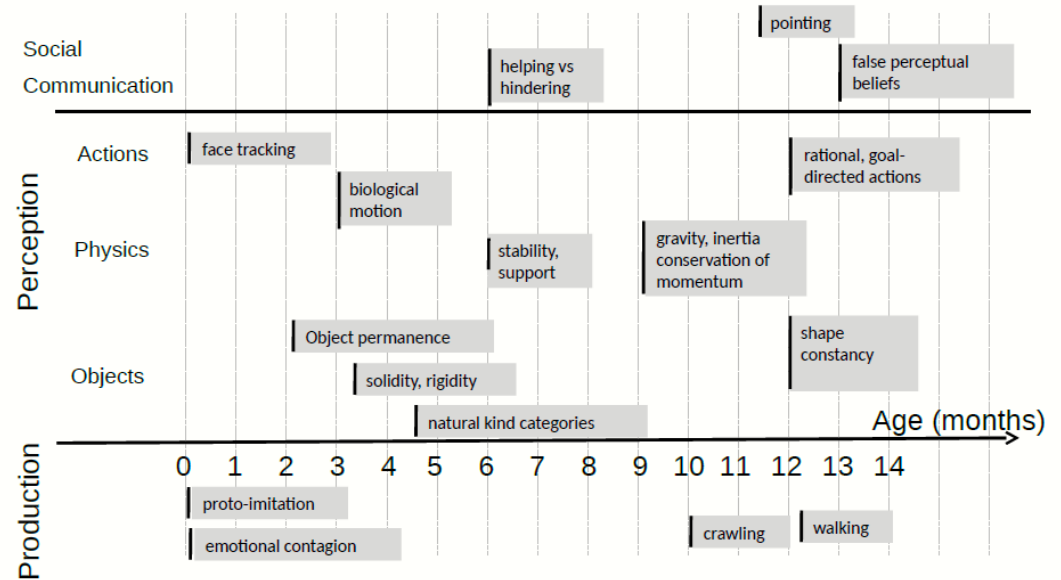 pointing
Social
Communication
helping vs
hindering
false perceptual
beliefs
Perception
Actions
face tracking
rational, goal-
directed actions
biological
motion
Physics
stability,
support
gravity, inertia
conservation of
momentum
Objects
Object permanence
shape
constancy
solidity, rigidity
natural kind categories
Age (months)
0 1 2 3 4 5 6 7 8 9 10 11 12 13 14
Production
proto-imitation
emotional contagion
crawling
walking